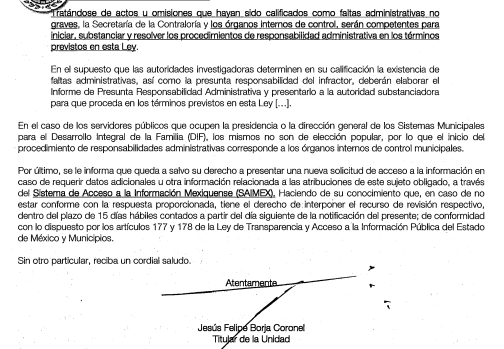 Tratándose de actos u omisiones que hayan sido calificados como faltas administrativas no
graves, la Secretaría de la Contraloría y los órganos internos de control, serán competentes para
iniciar, substanciar y resolver los procedimientos de responsabilidad administrativa en los términos
previstos en esta Ley.
En el supuesto que las autoridades investigadoras determinen en su calificación la existencia de
faltas administrativas, así como la presunta responsabilidad del infractor, deberán elaborar el
Informe de Presunta Responsabilidad Administrativa y presentarlo a la autoridad substanciadora
para que proceda en los términos previstos en esta Ley [...].
En el caso de los servidores públicos que ocupen la presidencia o la dirección general de los Sistemas Municipales
para el Desarrollo Integral de la Familia (DIF), los mismos no son de elección popular, por lo que el inicio del
procedimiento de responsabilidades administrativas corresponde a los órganos internos de control municipales.
Por último, se le informa que queda a salvo su derecho a presentar una nueva solicitud de acceso a la información en
caso de requerir datos adicionales u otra información relacionada a las atribuciones de este sujeto obligado, a través
del Sistema de Acceso a la Información Mexiquense (SAIMEX). Haciendo de su conocimiento que, en caso de no
estar conforme con la respuesta proporcionada, tiene el derecho de interponer el recurso de revisión respectivo,
dentro del plazo de 15 días hábiles contados a partir del día siguiente de la notificación del presente; de conformidad
con lo dispuesto por los artículos 177 y 178 de la Ley de Transparencia y Acceso a la Información Pública del Estado
de México y Municipios.
Sin otro particular, reciba un cordial saludo.
Atentamente
Jesús Felipe Borja Coronel
Titular de la Unidad